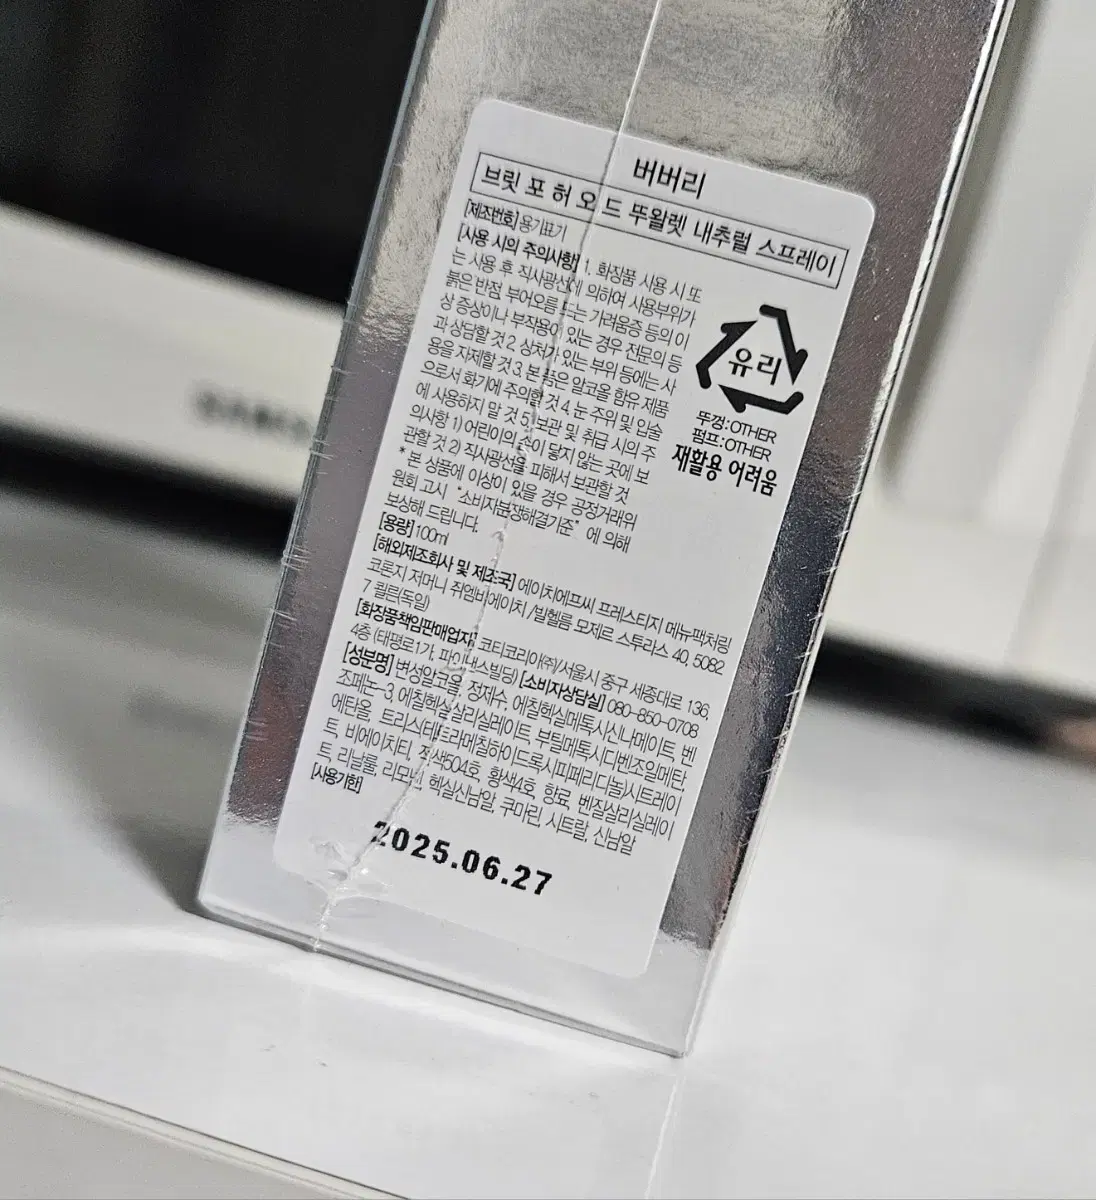 버버리
브릿 포 허 오 드 뚜왈렛 내추럴 스프레이
[제조번호] 용기표기
[사용 시의 주의사항] 1. 화장품 사용 시 또
는 사용 후 직사광선에 의하여 사용부위가
붉은 반점 부어오름 또는 가려움증 등의 이
상 증상이나 부작용이 있는 경우 전문의 등
과 상담할 것 2. 상처가 있는 부위 등에는 사
용을 자제할 것 3. 본 품은 알코올 함유 제품
으로서 화기에 주의할 것 4. 눈 주위 및 입술
에 사용하지 말 것 5. 보관 및 취급 시의 주
의사항 1) 어린이의 손이 닿지 않는 곳에 보
관할 것 2) 직사광선을 피해서 보관할 것
* 본 상품에 이상이 있을 경우 공정거래위
원회 고시 "소비자분쟁해결기준" 에 의해
보상해 드립니다.
유리
뚜껑:OTHER
펌프:OTHER
재활용 어려움
[용량] 100ml
[해외제조회사 및 제조국] 에이치에프씨 프레스티지 메뉴팩처링
코론지 저머니 쥐엠비에이치 /빌헬름 모제르 스투라스 40, 5082
7 퀼른(독일)
[화장품책임판매업자] 코티코리아(주)/서울시 중구 세종대로 136,
4층 (태평로1가, 파이낸스빌딩) [소비자상담실] 080-850-0708
[성분명] 변성알코올, 정제수, 에칠헥실메톡시신나메이트, 벤
조페논-3, 에칠헥실살리실레이트, 부틸메톡시디벤조일메탄,
에탄올, 트리스(테트라메칠하이드록시피페리디놀)시트레이
트, 비에이치티, 적색504호, 황색4호, 향료, 벤질살리실레이
트, 리날룰, 리모넨, 헥실신남알, 쿠마린, 시트랄, 신남알
[사용기한]
2025.06.27